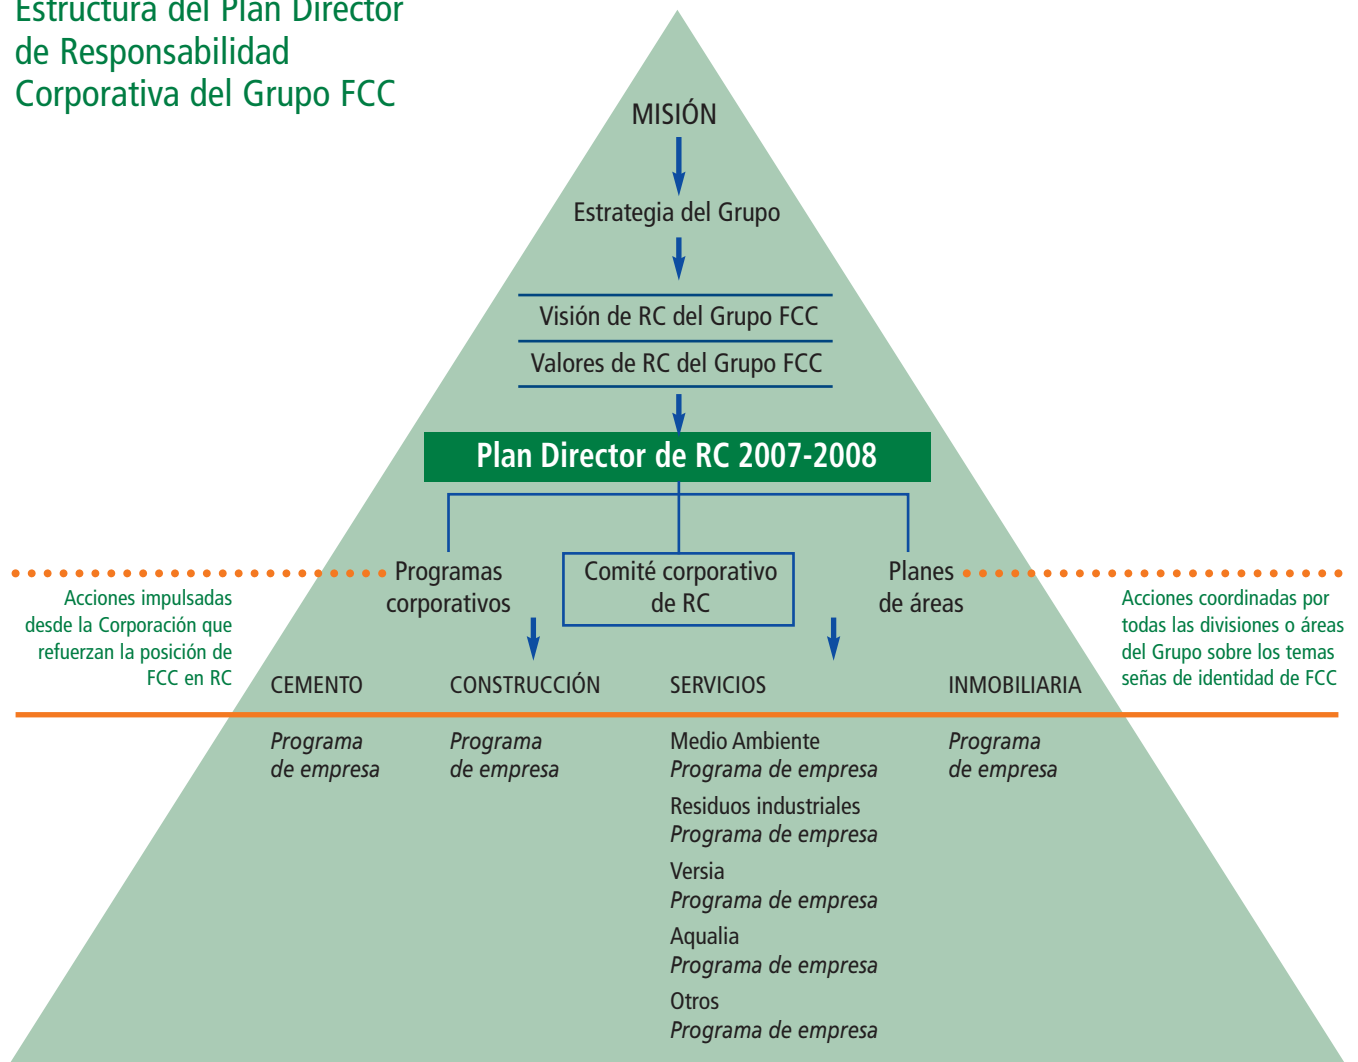 Estructura del Plan Director
de Responsabilidad
Corporativa del Grupo FCC
MISIÓN
Estrategia del Grupo
Visión de RC del Grupo FCC
Valores de RC del Grupo FCC
Plan Director de RC 2007-2008
Programas
corporativos
Comité corporativo
de RC
Planes
de áreas
Acciones impulsadas
desde la Corporación que
refuerzan la posición de
FCC en RC
Acciones coordinadas por
todas las divisiones o áreas
del Grupo sobre los temas
señas de identidad de FCC
CEMENTO
Programa
de empresa
CONSTRUCCIÓN
Programa
de empresa
SERVICIOS
Medio Ambiente
Programa de empresa
Residuos industriales
Programa de empresa
Versia
Programa de empresa
Aqualia
Programa de empresa
Otros
Programa de empresa
INMOBILIARIA
Programa
de empresa